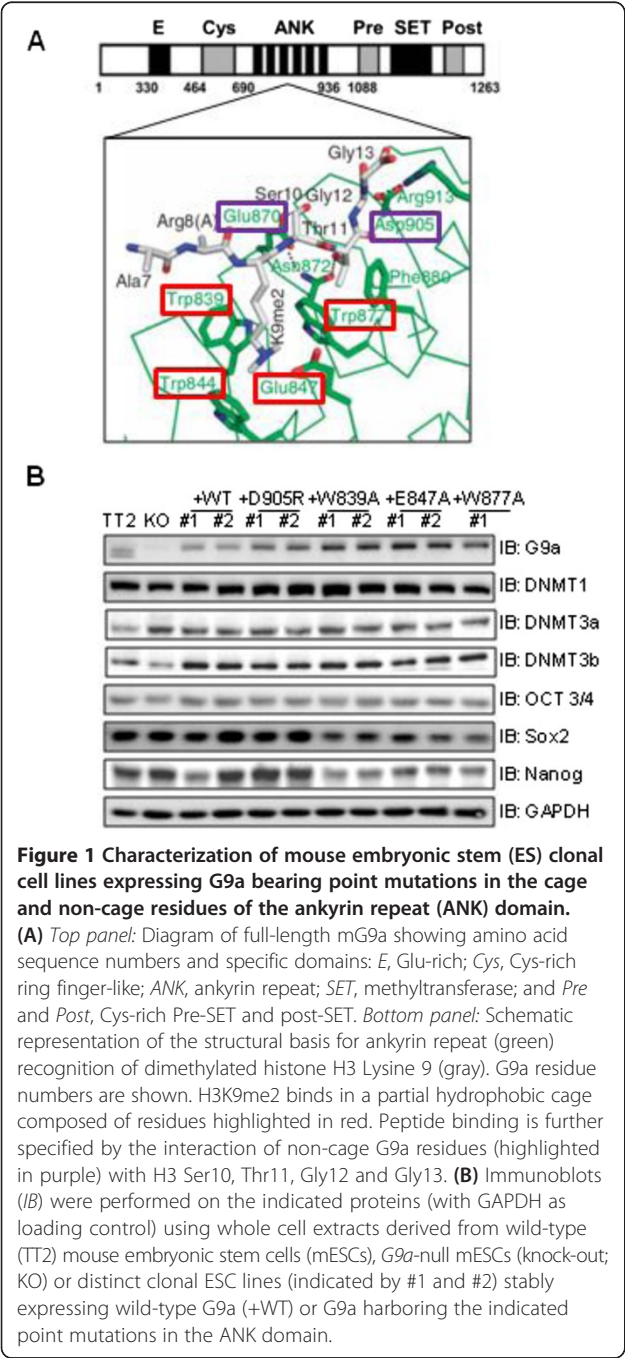 A
E Cys ANK Pre SET Post
1 330 464 690 936 1088 1263
Gly13
Ser10 Gly12
Arg913
Arg8(A) Glu870 Thr11 Asp905
Ala7 Asn872 Phe880
Trp839 K9me2 Trp877
Trp844 Glu847
B
+WT +D905R +W839A +E847A +W877A
TT2 KO #1 #2 #1 #2 #1 #2 #1 #2 #1
IB: G9a
IB: DNMT1
IB: DNMT3a
IB: DNMT3b
IB: OCT 3/4
IB: Sox2
IB: Nanog
IB: GAPDH
Figure 1 Characterization of mouse embryonic stem (ES) clonal
cell lines expressing G9a bearing point mutations in the cage
and non-cage residues of the ankyrin repeat (ANK) domain.
(A) Top panel: Diagram of full-length mG9a showing amino acid
sequence numbers and specific domains: E, Glu-rich; Cys, Cys-rich
ring finger-like; ANK, ankyrin repeat; SET, methyltransferase; and Pre
and Post, Cys-rich Pre-SET and post-SET. Bottom panel: Schematic
representation of the structural basis for ankyrin repeat (green)
recognition of dimethylated histone H3 Lysine 9 (gray). G9a residue
numbers are shown. H3K9me2 binds in a partial hydrophobic cage
composed of residues highlighted in red. Peptide binding is further
specified by the interaction of non-cage G9a residues (highlighted
in purple) with H3 Ser10, Thr11, Gly12 and Gly13. (B) Immunoblots
(IB) were performed on the indicated proteins (with GAPDH as
loading control) using whole cell extracts derived from wild-type
(TT2) mouse embryonic stem cells (mESCs), G9a-null mESCs (knock-out;
KO) or distinct clonal ESC lines (indicated by #1 and #2) stably
expressing wild-type G9a (+WT) or G9a harboring the indicated
point mutations in the ANK domain.